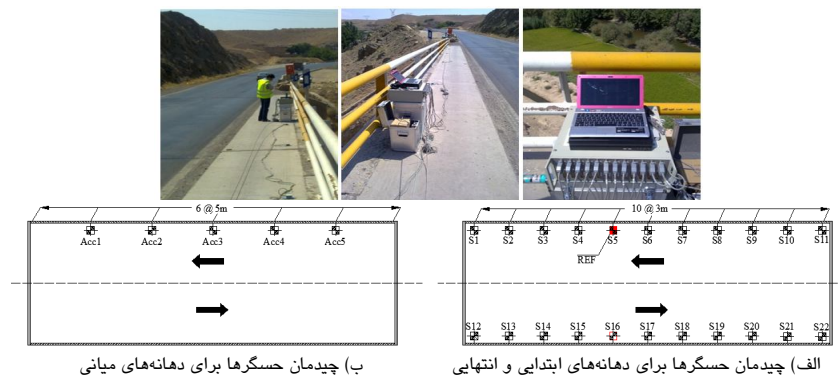 6 @ 5m
Acc1 Acc2 Acc3 Acc4 Acc5
10 @ 3m
S1 S2 S3 S4 S5 S6 S7 S8 S9 S10 S11
REF
S12 S13 S14 S15 S16 S17 S18 S19 S20 S21 S22
الف) چیدمان حسگرها برای دهانه‌های ابتدایی و انتهایی
ب) چیدمان حسگرها برای دهانه‌های میانی